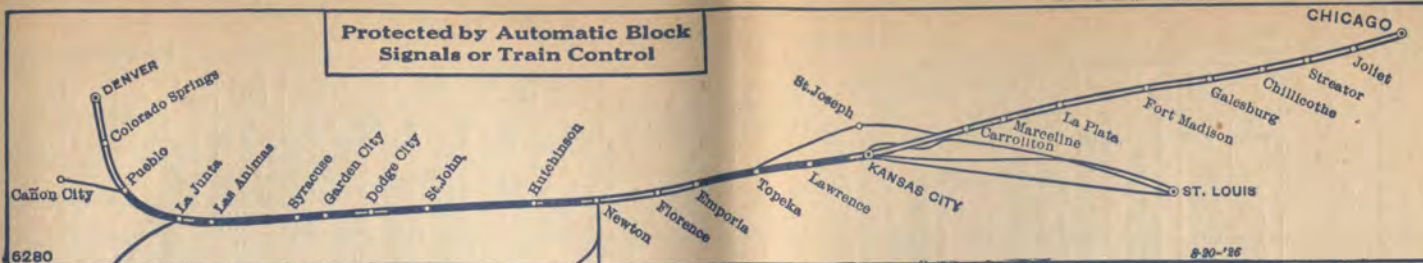 Protected by Automatic Block
Signals or Train Control
CHICAGO
Joliet
Streator
Chillicothe
Galesburg
Fort Madison
La Plata
Marceline
Carrollton
St. Joseph
KANSAS CITY
ST. LOUIS
Lawrence
Topeka
Emporia
Florence
Newton
Hutchinson
St. John,
Dodge City
Garden City
Syracuse
Las Animas
La Junta
Pueblo
Cañon City
Colorado Springs
DENVER
6280
8-20-'26